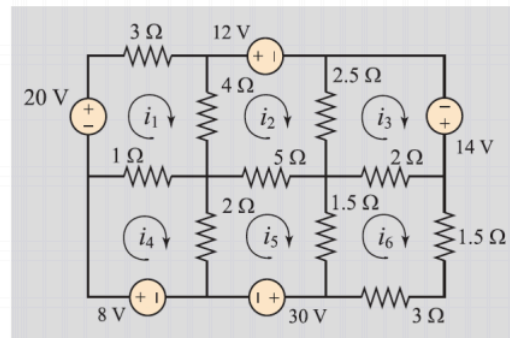 3 Ω 12 V
+ −
4 Ω 2.5 Ω
20 V + − i₁ i₂ i₃ − +
14 V
1 Ω 5 Ω 2 Ω
2 Ω 1.5 Ω
i₄ i₅ i₆ 1.5 Ω
+ − − +
8 V 30 V 3 Ω